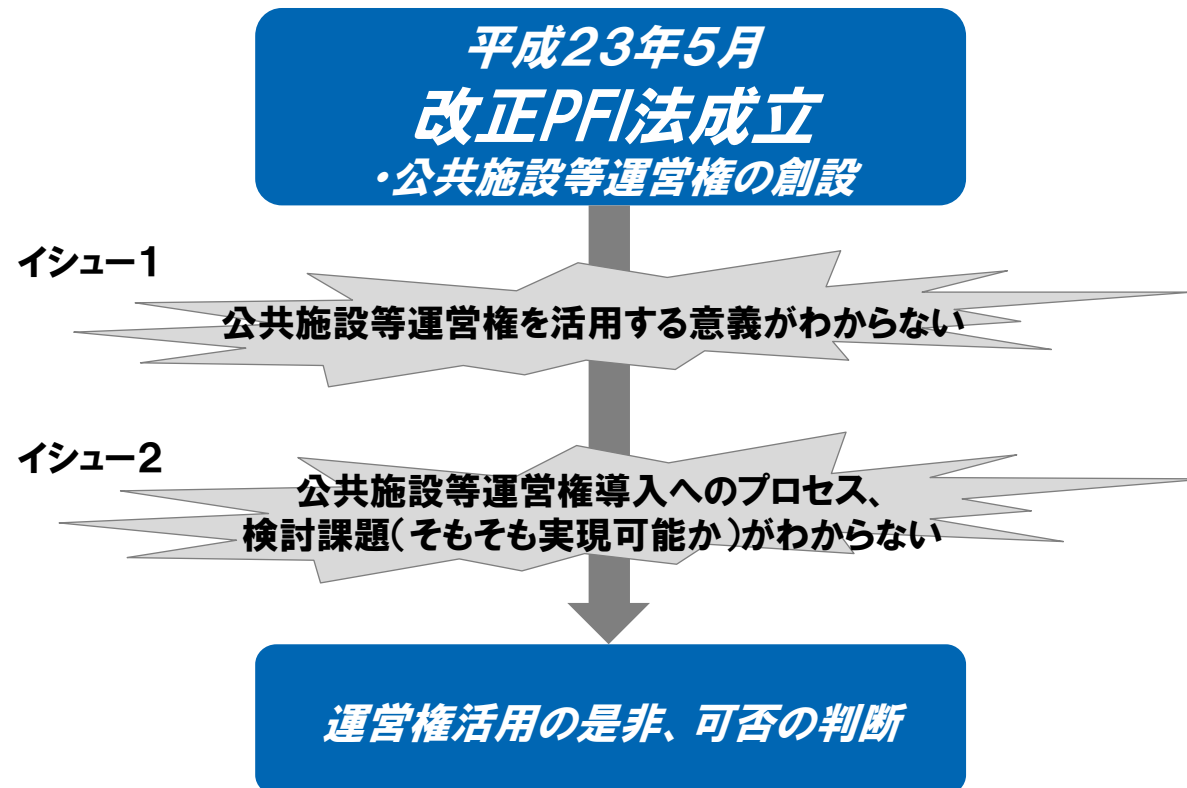 平成23年5月
改正PFI法成立
・公共施設等運営権の創設
イシュー1
公共施設等運営権を活用する意義がわからない
イシュー2
公共施設等運営権導入へのプロセス、
検討課題(そもそも実現可能か)がわからない
運営権活用の是非、可否の判断